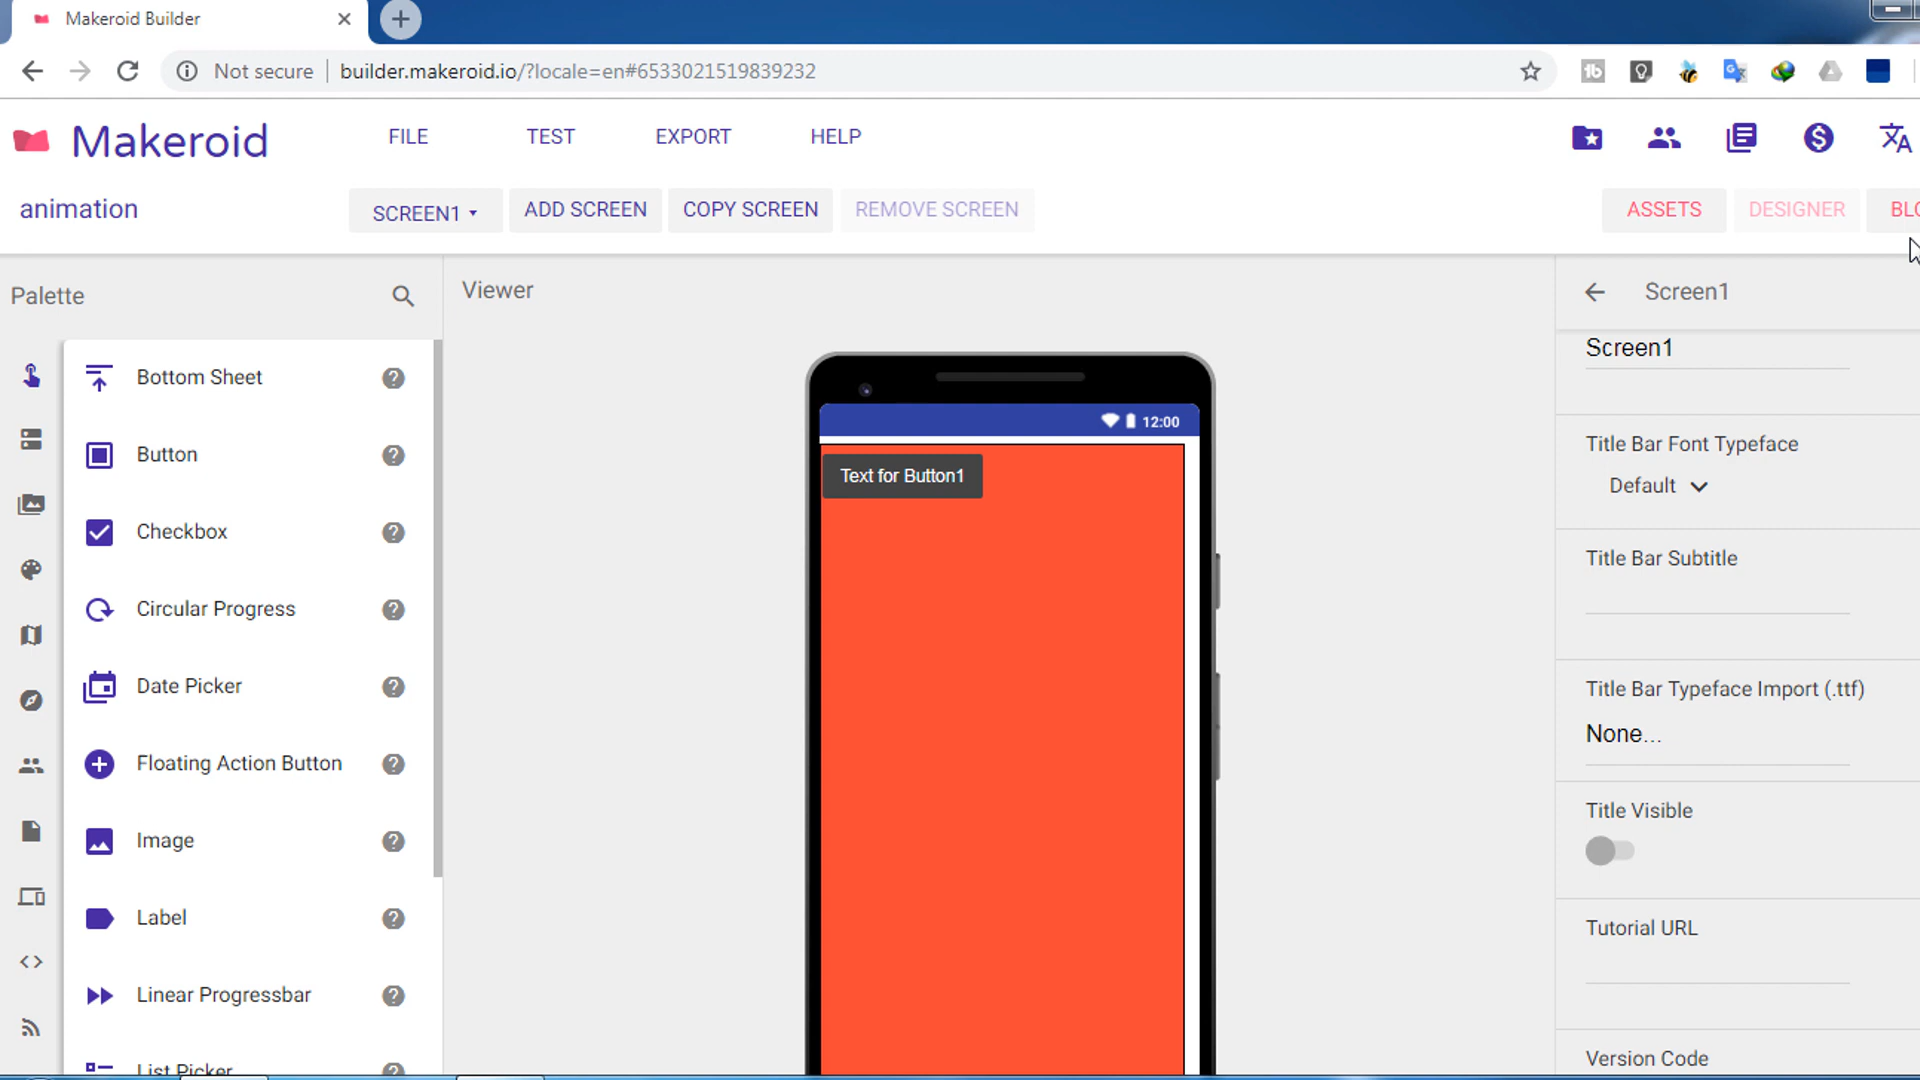 Makeroid Builder
Not secure builder.makeroid.io/?locale=en#6533021519839232
Makeroid FILE TEST EXPORT HELP
animation SCREEN1 ADD SCREEN COPY SCREEN REMOVE SCREEN ASSETS DESIGNER BLO
Palette
Bottom Sheet
Button
Checkbox
Circular Progress
Date Picker
Floating Action Button
Image
Label
Linear Progressbar
List Picker
Viewer
12:00
Text for Button1
Screen1
Screen1
Title Bar Font Typeface
Default
Title Bar Subtitle
Title Bar Typeface Import (.ttf)
None...
Title Visible
Tutorial URL
Version Code